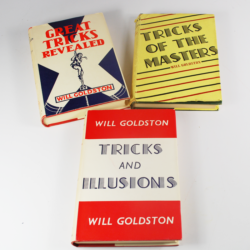 GREAT
TRICKS
REVEALED
WILL GOLDSTON
TRICKS
OF THE
MASTERS
WILL GOLDSTON
WILL GOLDSTON
TRICKS
AND
ILLUSIONS
WILL GOLDSTON